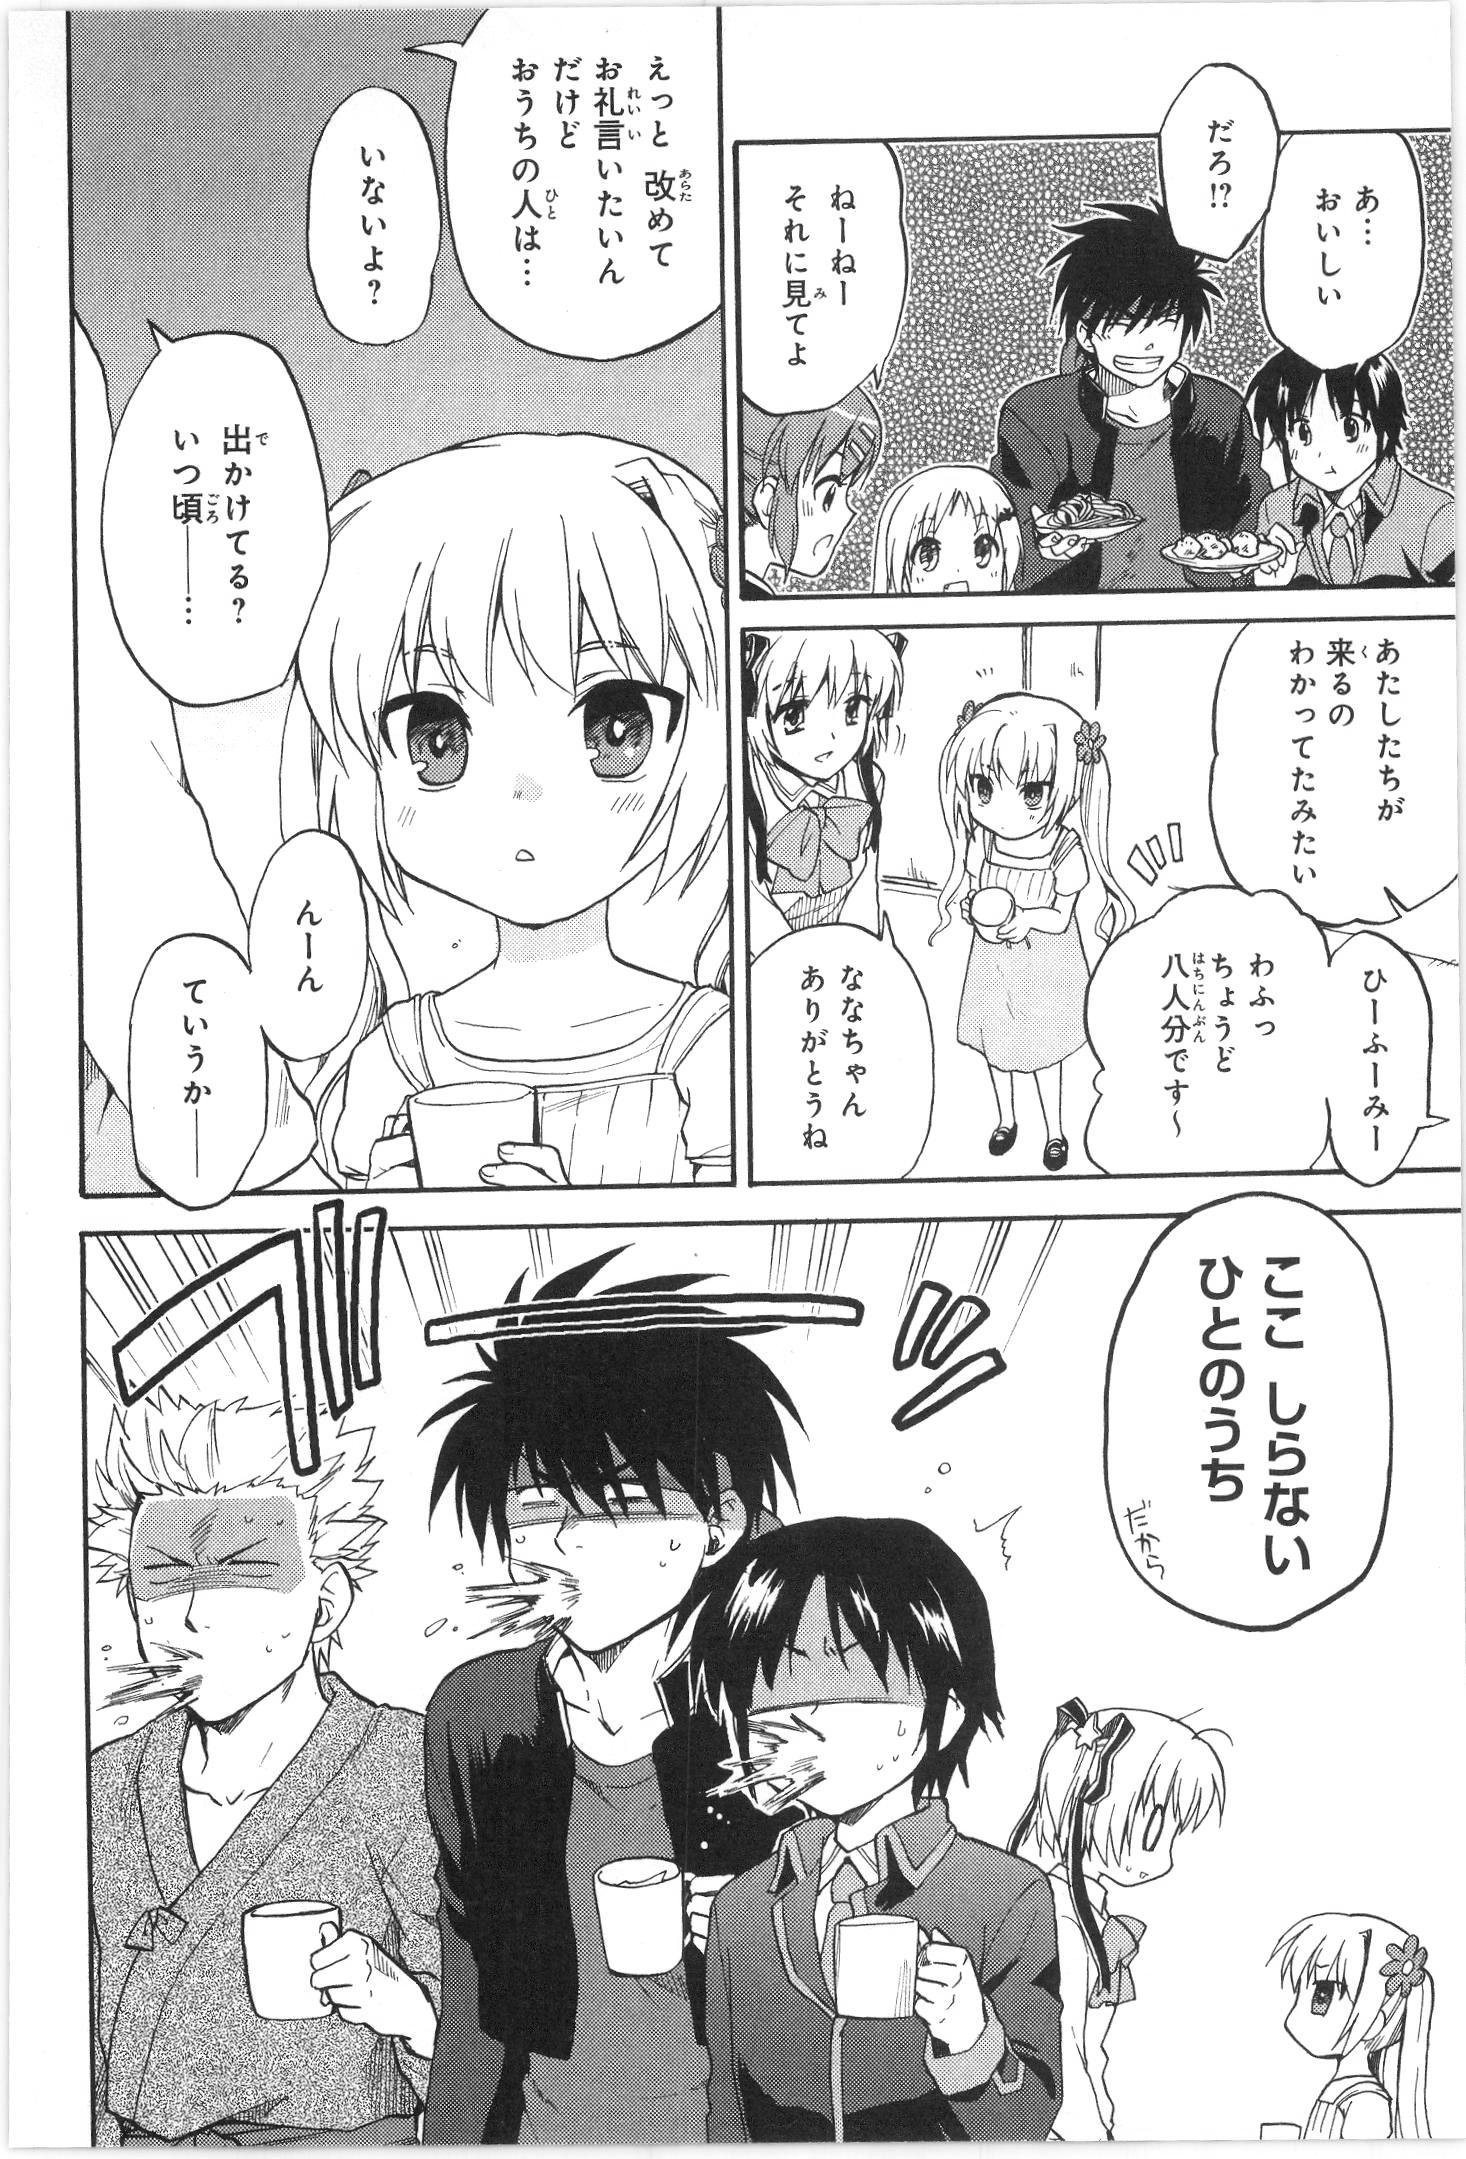 あ…
おいしい
だろ!?
ねーねー
それに見てよ
あたしたちが
来るの
わかってたみたい
ひーふーみー
わふっ
ちょうど
八人分です～
ななちゃん
ありがとうね
えっと 改めて
お礼言いたいん
だけど
おうちの人は…
いないよ?
出かけてる?
いつ頃――…
んーん
ていうか――
ここ しらない
ひとのうち
だから
ブーッ